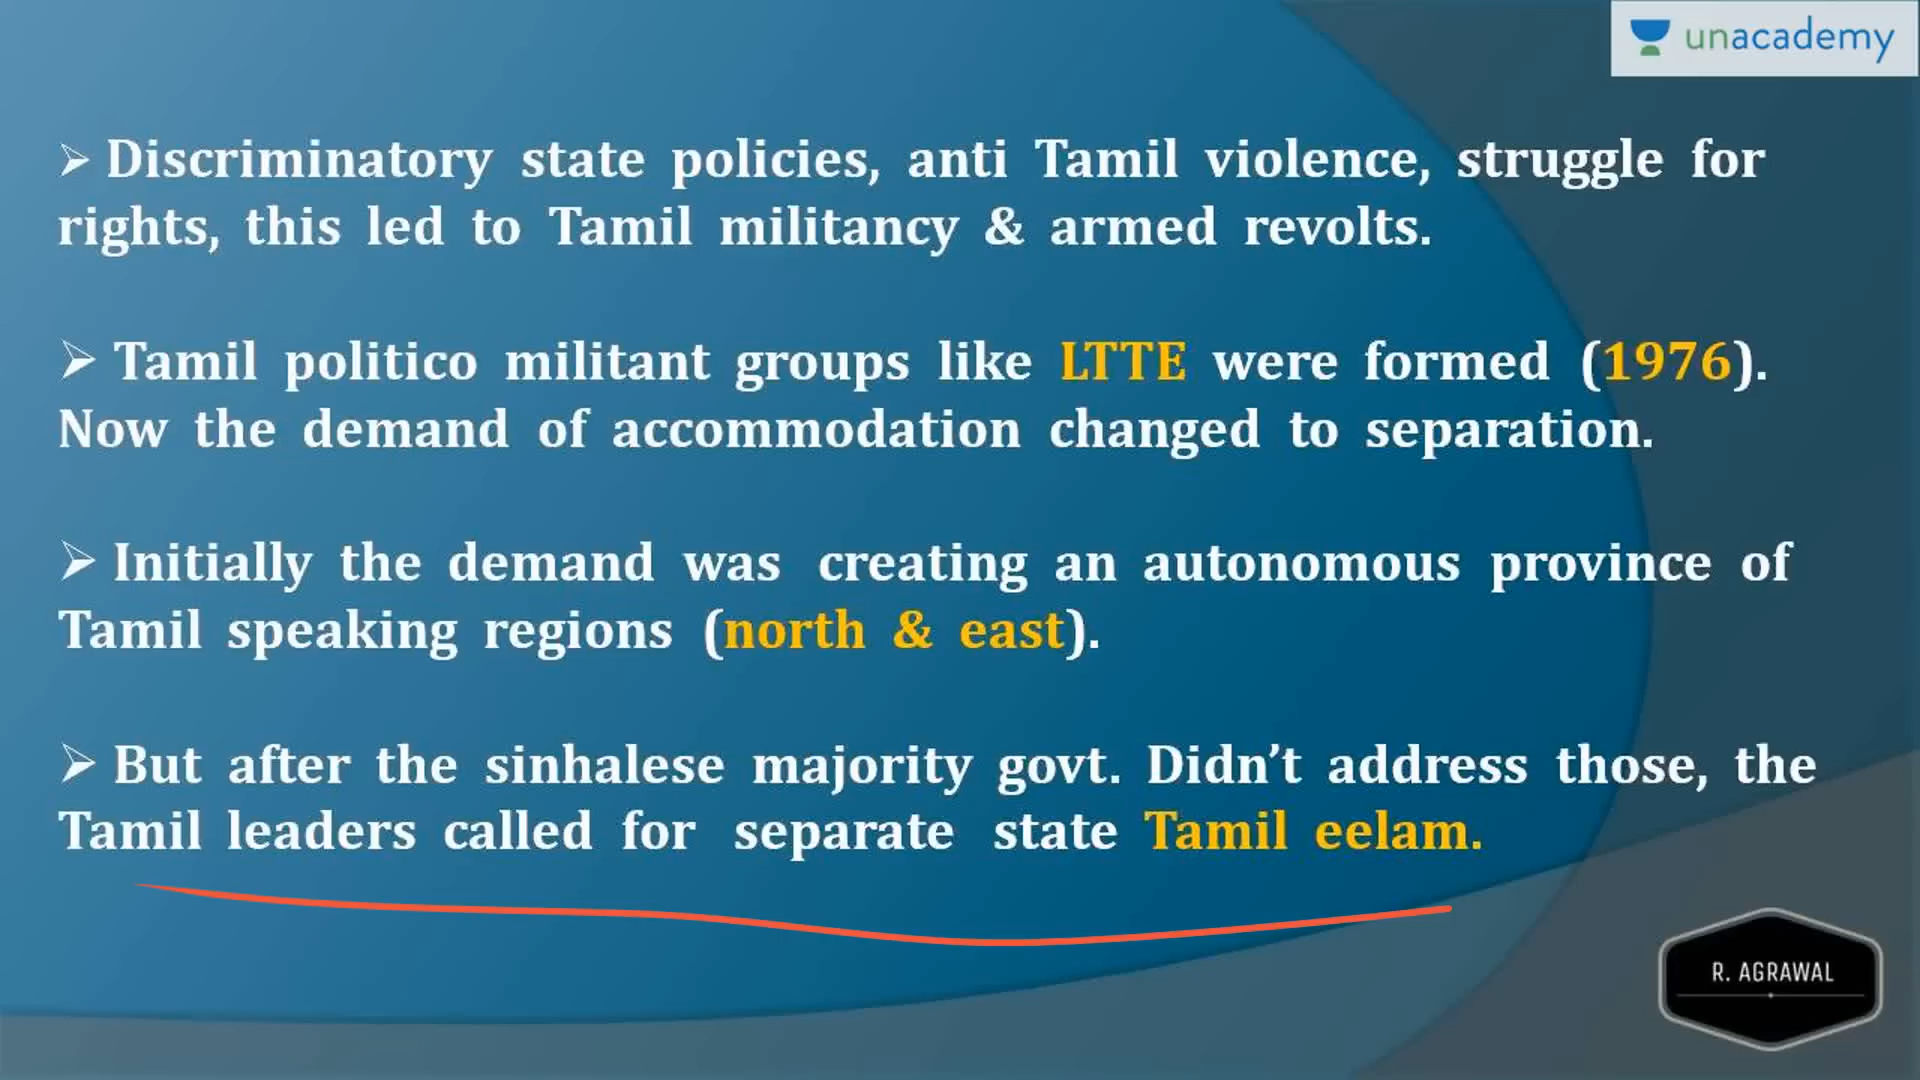 unacademy
➢ Discriminatory state policies, anti Tamil violence, struggle for
rights, this led to Tamil militancy & armed revolts.
➢ Tamil politico militant groups like LTTE were formed (1976).
Now the demand of accommodation changed to separation.
➢ Initially the demand was creating an autonomous province of
Tamil speaking regions (north & east).
➢ But after the sinhalese majority govt. Didn’t address those, the
Tamil leaders called for separate state Tamil eelam.
R. AGRAWAL